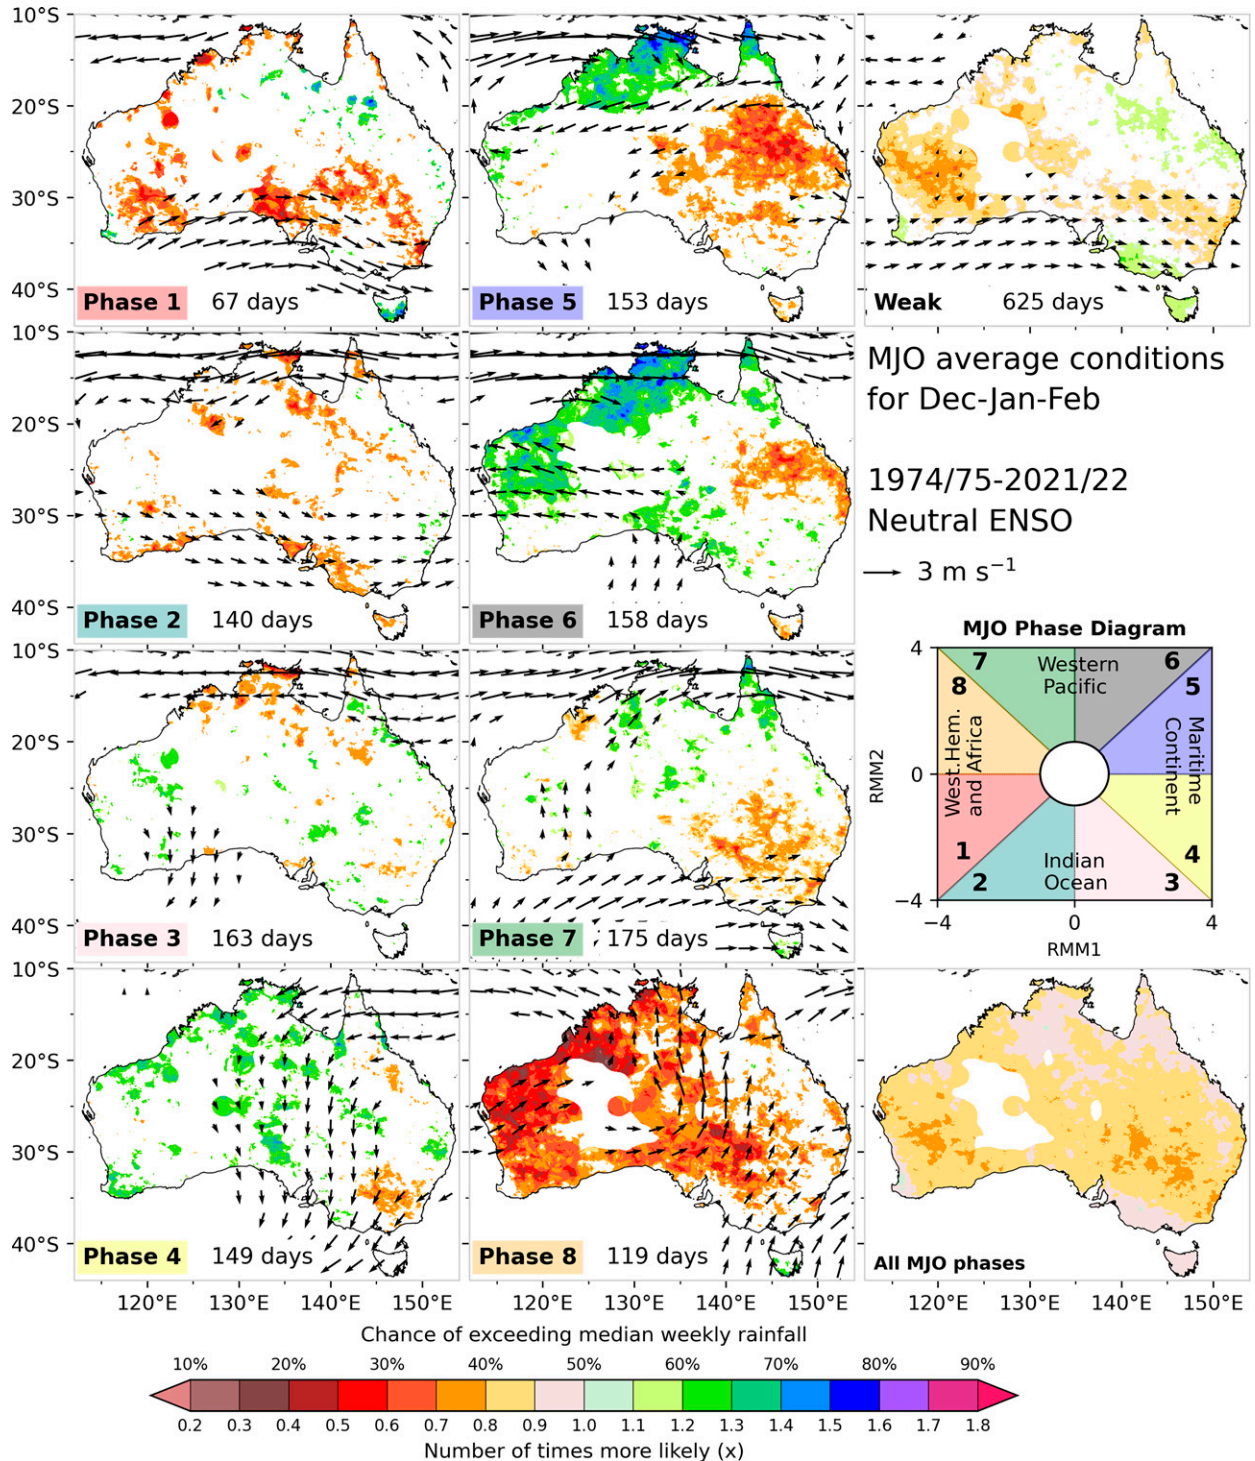 10°S
20°S
30°S
40°S
Phase 1 67 days
Phase 5 153 days
Weak 625 days
10°S
20°S
30°S
40°S
Phase 2 140 days
Phase 6 158 days
MJO average conditions
for Dec-Jan-Feb
1974/75-2021/22
Neutral ENSO
3 m s⁻¹
MJO Phase Diagram
4
0
−4
RMM2
7
Western
Pacific
6
8
5
West.Hem.
and Africa
Maritime
Continent
1
Indian
Ocean
4
2
3
−4 0 4
RMM1
10°S
20°S
30°S
40°S
Phase 3 163 days
Phase 7 175 days
10°S
20°S
30°S
40°S
Phase 4 149 days
Phase 8 119 days
All MJO phases
120°E 130°E 140°E 150°E
120°E 130°E 140°E 150°E
120°E 130°E 140°E 150°E
Chance of exceeding median weekly rainfall
10% 20% 30% 40% 50% 60% 70% 80% 90%
0.2 0.3 0.4 0.5 0.6 0.7 0.8 0.9 1.0 1.1 1.2 1.3 1.4 1.5 1.6 1.7 1.8
Number of times more likely (x)